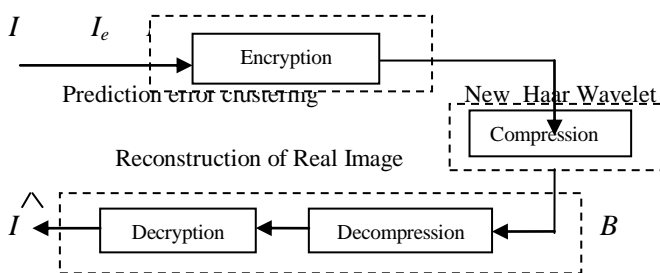 I I_e
Encryption
Prediction error clustering New Haar Wavelet
Compression
Reconstruction of Real Image
Î Decryption Decompression B